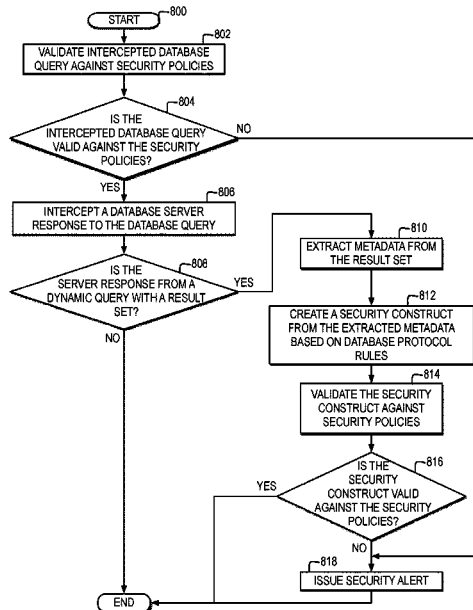 START
800
802
VALIDATE INTERCEPTED DATABASE
QUERY AGAINST SECURITY POLICIES
804
IS THE
INTERCEPTED DATABASE QUERY
VALID AGAINST THE SECURITY
POLICIES?
NO
YES
806
INTERCEPT A DATABASE SERVER
RESPONSE TO THE DATABASE QUERY
808
IS THE
SERVER RESPONSE FROM A
DYNAMIC QUERY WITH A RESULT
SET?
YES
NO
810
EXTRACT METADATA FROM
THE RESULT SET
812
CREATE A SECURITY CONSTRUCT
FROM THE EXTRACTED METADATA
BASED ON DATABASE PROTOCOL
RULES
814
VALIDATE THE SECURITY
CONSTRUCT AGAINST
SECURITY POLICIES
816
IS THE
SECURITY
CONSTRUCT VALID
AGAINST THE SECURITY
POLICIES?
YES
NO
818
ISSUE SECURITY ALERT
END